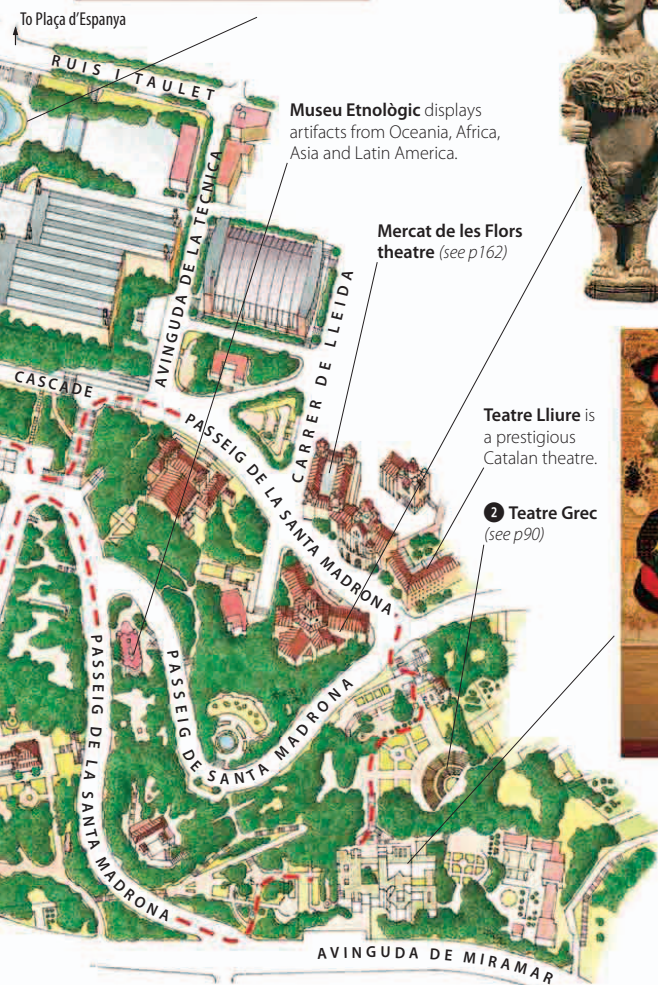 To Plaça d’Espanya
RUIS I TAULET
Museu Etnològic displays
artifacts from Oceania, Africa,
Asia and Latin America.
AVINGUDA DE LA TECNICA
Mercat de les Flors
theatre (see p162)
CARRER DE LLEIDA
CASCADE
PASSEIG DE LA SANTA MADRONA
Teatre Lliure is
a prestigious
Catalan theatre.
2 Teatre Grec
(see p90)
PASSEIG DE SANTA MADRONA
PASSEIG DE LA SANTA MADRONA
AVINGUDA DE MIRAMAR